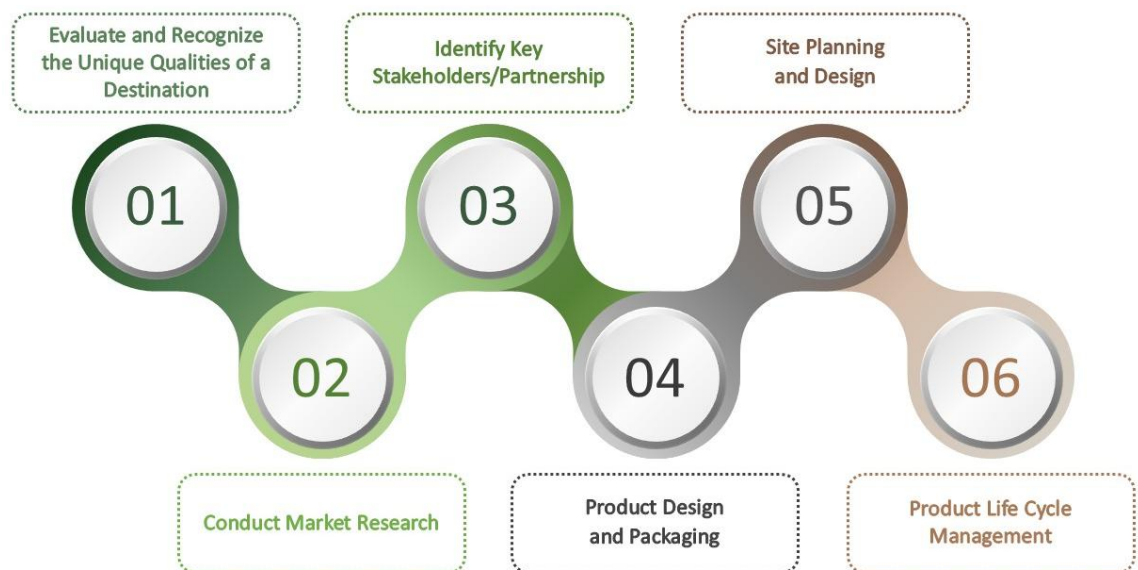 Evaluate and Recognize
the Unique Qualities of a
Destination
Identify Key
Stakeholders/Partnership
Site Planning
and Design
01
03
05
02
04
06
Conduct Market Research
Product Design
and Packaging
Product Life Cycle
Management